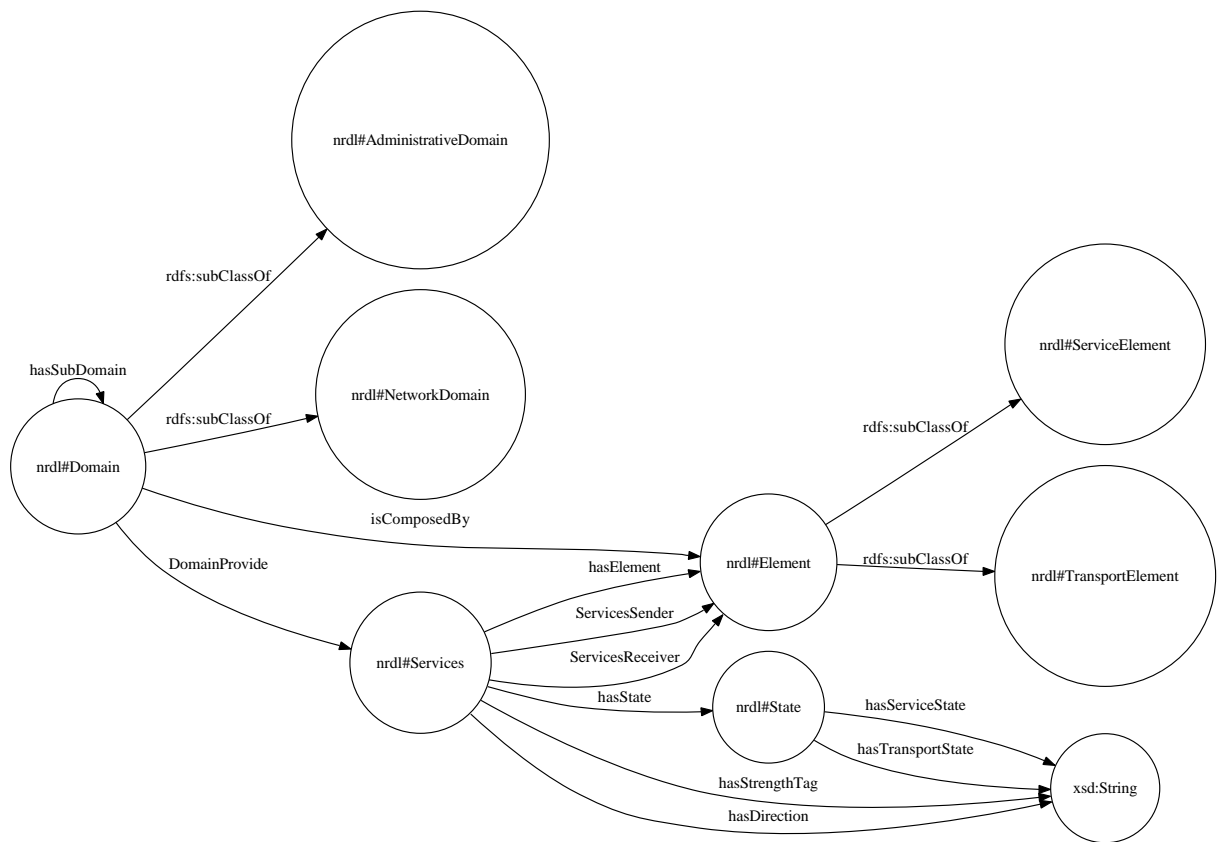 nrdl#AdministrativeDomain
rdfs:subClassOf
nrdl#ServiceElement
hasSubDomain
nrdl#NetworkDomain
rdfs:subClassOf
rdfs:subClassOf
nrdl#Domain
isComposedBy
nrdl#Element
rdfs:subClassOf
nrdl#TransportElement
DomainProvide
hasElement
ServicesSender
ServicesReceiver
nrdl#Services
hasState
nrdl#State
hasServiceState
hasTransportState
hasStrengthTag
xsd:String
hasDirection